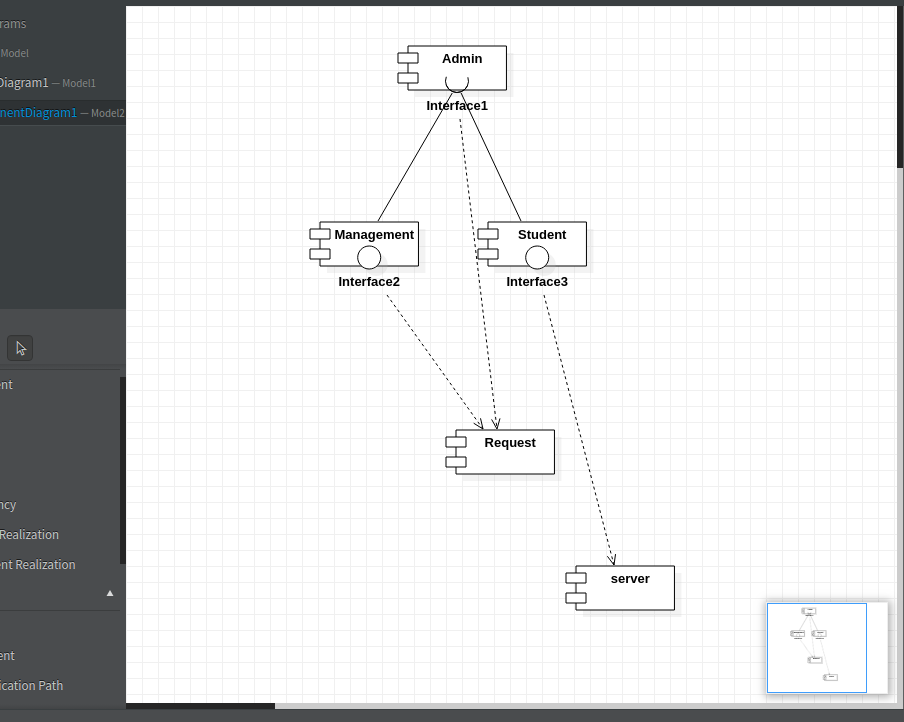 rams
Model
Diagram1 — Model1
nentDiagram1 — Model2
nt
ncy
Realization
nt Realization
ent
ication Path
Admin
Interface1
Management
Interface2
Student
Interface3
Request
server